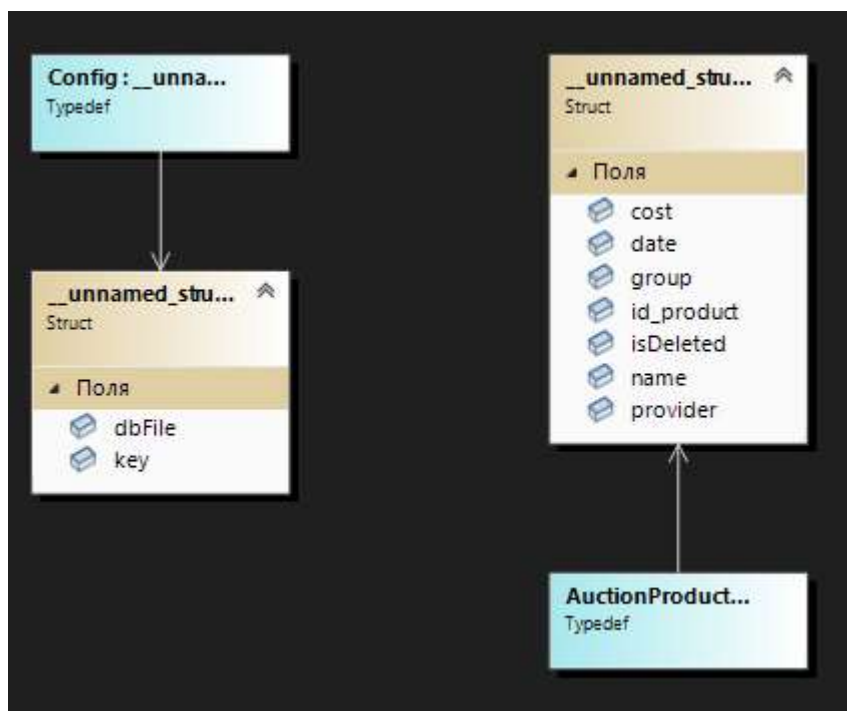 Config : __unna...
Typedef
__unnamed_stru...
Struct
Поля
dbFile
key
__unnamed_stru...
Struct
Поля
cost
date
group
id_product
isDeleted
name
provider
AuctionProduct...
Typedef